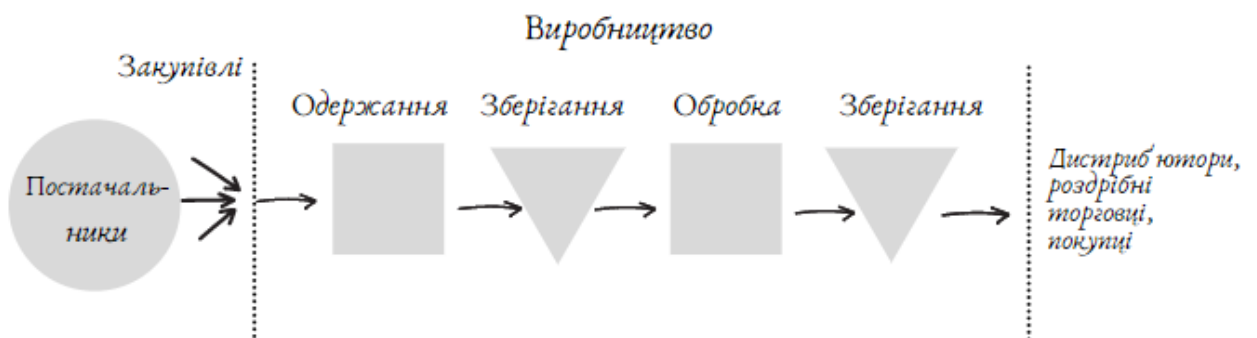 Виробництво
Закупівлі
Одержання
Зберігання
Обробка
Зберігання
Постачаль-
ники
Дистриб'ютори,
роздрібні
торговці,
покупці